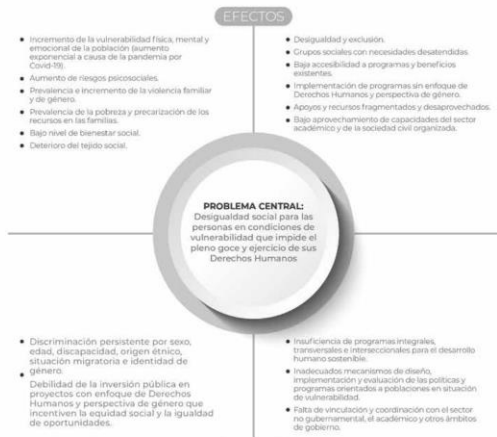 EFECTOS
Incremento de la vulnerabilidad física, mental y
emocional de la población (aumento
exponencial a causa de la pandemia por
Covid-19).
Aumento de riesgos psicosociales.
Prevalencia e incremento de la violencia familiar
y de género.
Prevalencia de la pobreza y precarización de los
recursos en las familias.
Bajo nivel de bienestar social.
Deterioro del tejido social.
Desigualdad y exclusión.
Grupos sociales con necesidades desatendidas.
Baja accesibilidad a programas y beneficios
existentes.
Implementación de programas sin enfoque de
Derechos Humanos y perspectiva de género.
Apoyos y recursos fragmentados y desaprovechados.
Bajo aprovechamiento de capacidades del sector
académico y de la sociedad civil organizada.
PROBLEMA CENTRAL:
Desigualdad social para las
personas en condiciones de
vulnerabilidad que impide el
pleno goce y ejercicio de sus
Derechos Humanos
Discriminación persistente por sexo,
edad, discapacidad, origen étnico,
situación migratoria e identidad de
género.
Debilidad de la inversión pública en
proyectos con enfoque de Derechos
Humanos y perspectiva de género que
incentiven la equidad social y la igualdad
de oportunidades.
Insuficiencia de programas integrales,
transversales e interseccionales para el desarrollo
humano sostenible.
Inadecuados mecanismos de diseño,
implementación y evaluación de las políticas y
programas orientados a poblaciones en situación
de vulnerabilidad.
Falta de vinculación y coordinación con el sector
no gubernamental, el académico y otros ámbitos
de gobierno.